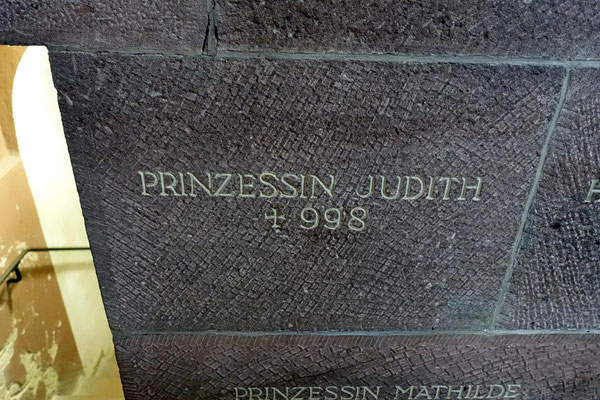 PRINZESSIN JUDITH
✝ 998
PRINZESSIN MATHILDE